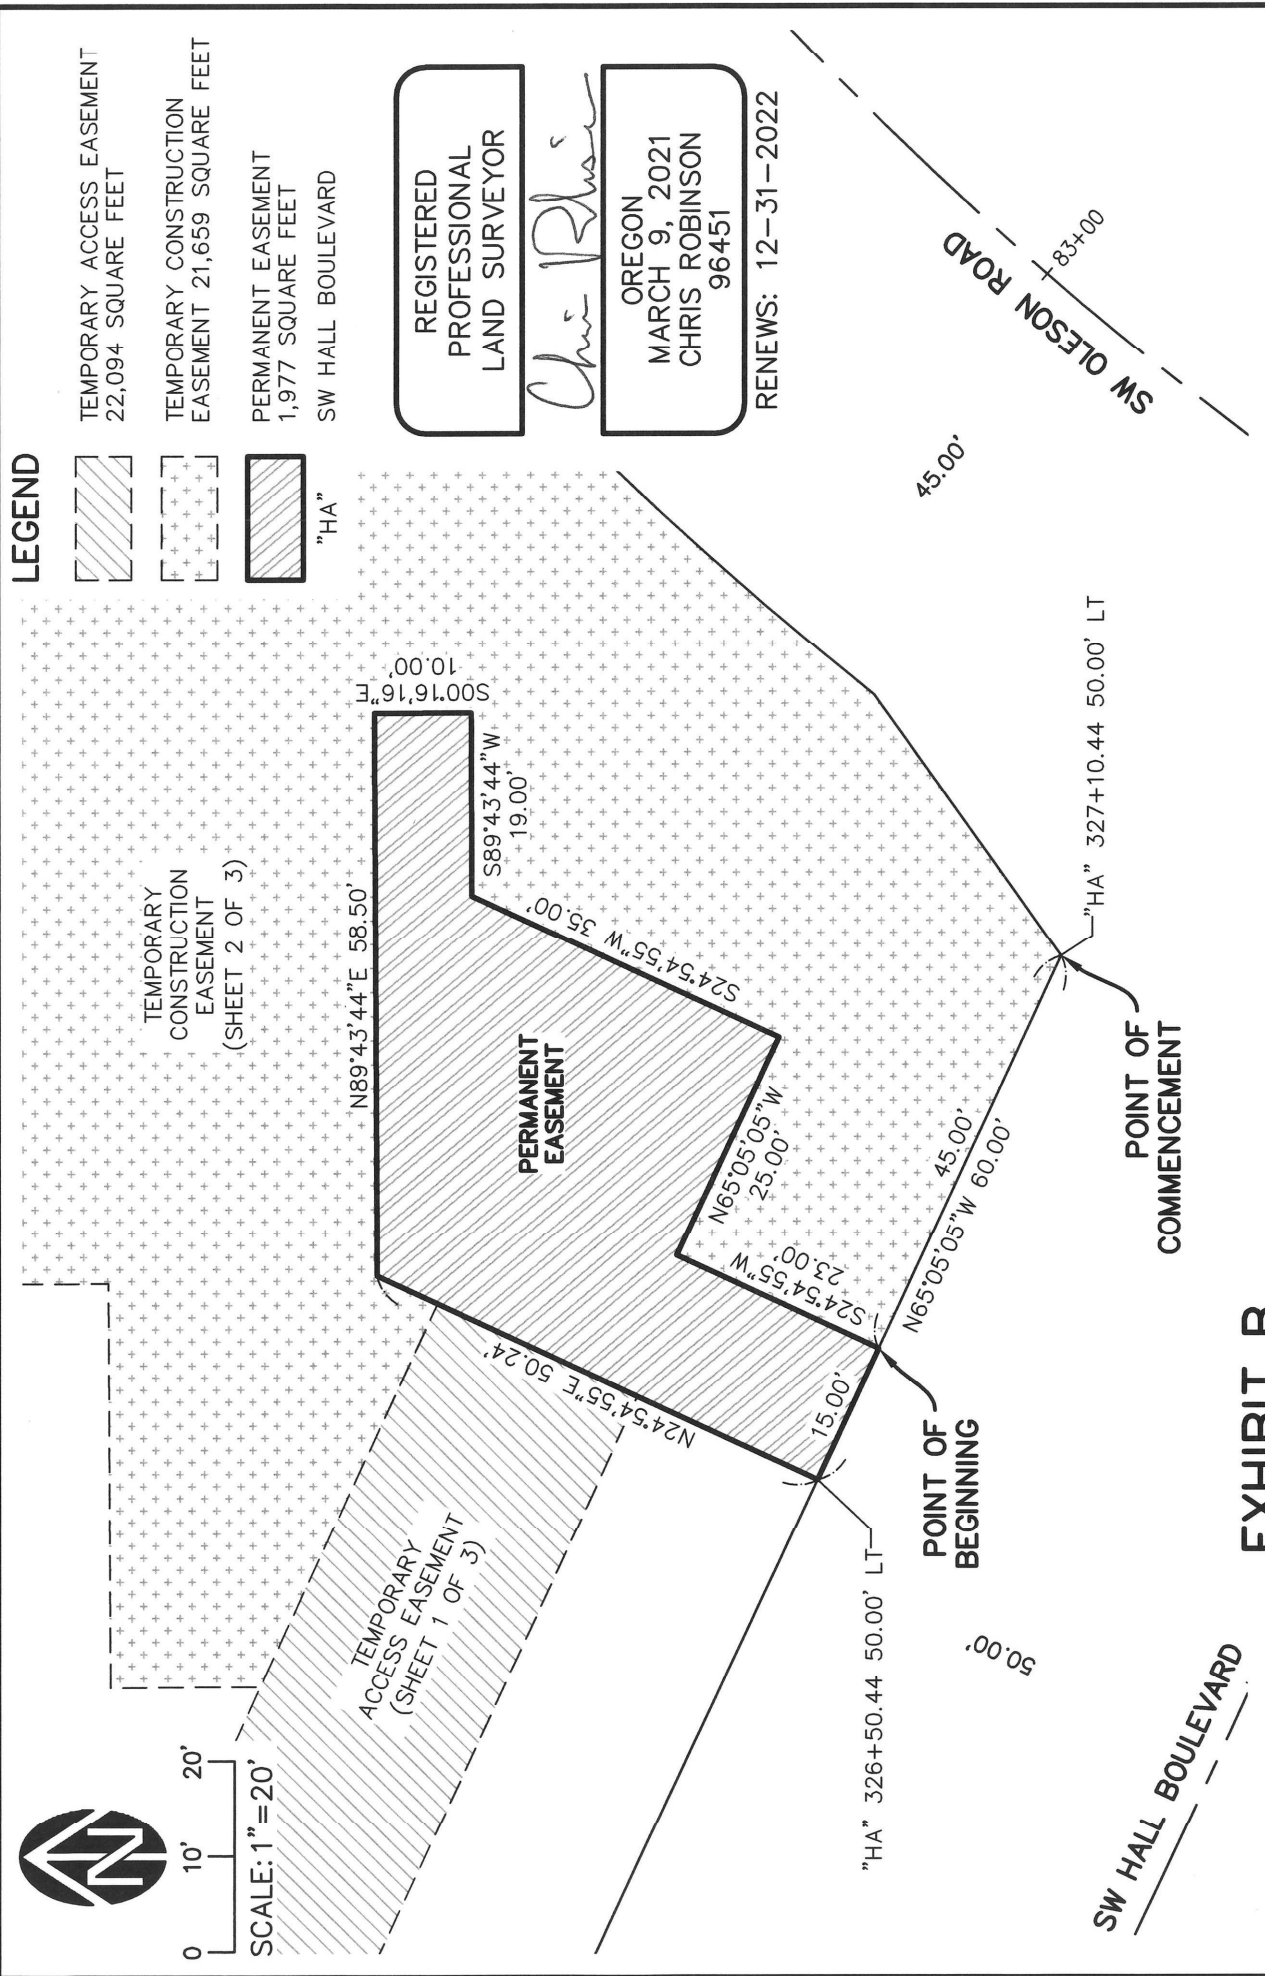 LEGEND
TEMPORARY ACCESS EASEMENT
22,094 SQUARE FEET
TEMPORARY CONSTRUCTION
EASEMENT 21,659 SQUARE FEET
PERMANENT EASEMENT
1,977 SQUARE FEET
"HA"
SW HALL BOULEVARD
REGISTERED
PROFESSIONAL
LAND SURVEYOR
OREGON
MARCH 9, 2021
CHRIS ROBINSON
96451
RENEWS: 12-31-2022
N
0
10'
20'
SCALE: 1"=20'
TEMPORARY
CONSTRUCTION
EASEMENT
(SHEET 2 OF 3)
TEMPORARY
ACCESS EASEMENT
(SHEET 1 OF 3)
N89°43'44"E 58.50'
S00°16'16"E
10.00'
S89°43'44"W
19.00'
S24°54'55"W 35.00'
PERMANENT
EASEMENT
N65°05'05"W
25.00'
S24°54'55"W
23.00'
N24°54'55"E 50.24'
15.00'
45.00'
N65°05'05"W 60.00'
"HA" 327+10.44 50.00' LT
POINT OF
COMMENCEMENT
POINT OF
BEGINNING
"HA" 326+50.44 50.00' LT
50.00'
SW HALL BOULEVARD
45.00'
SW OLESON ROAD
83+00
EXHIBIT B